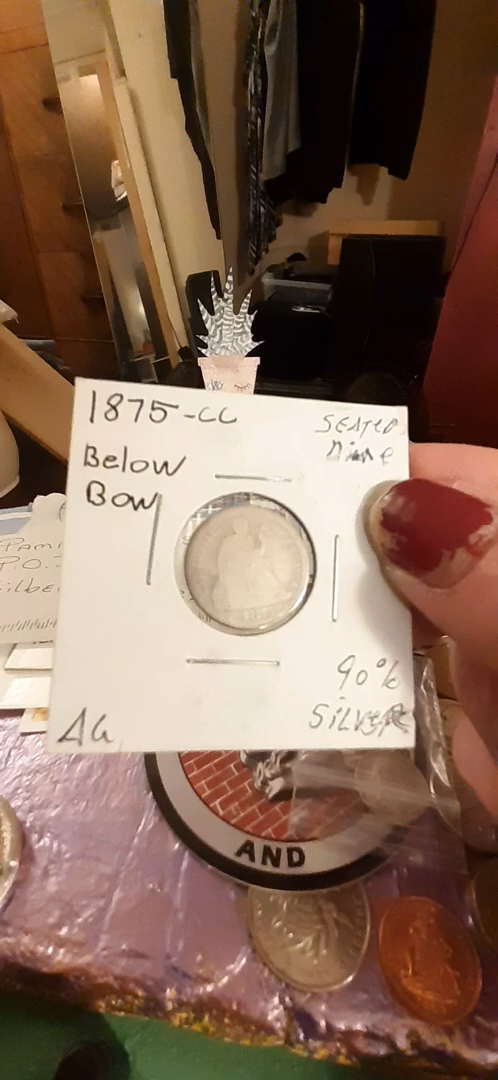 1875-CC
SEATED
Dime
Below
Bow
90%
SILVER
AG
AND